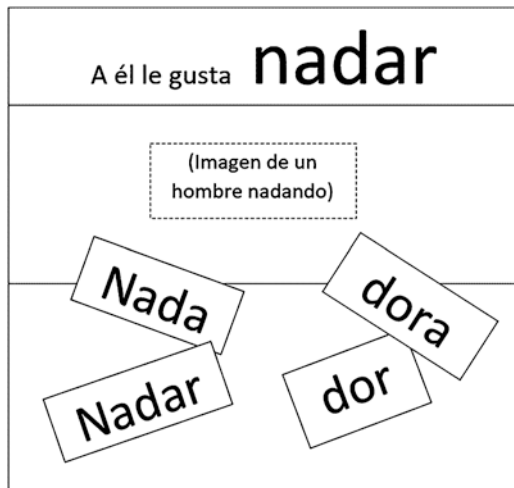 A él le gusta nadar
(Imagen de un
hombre nadando)
Nada
dora
Nadar
dor